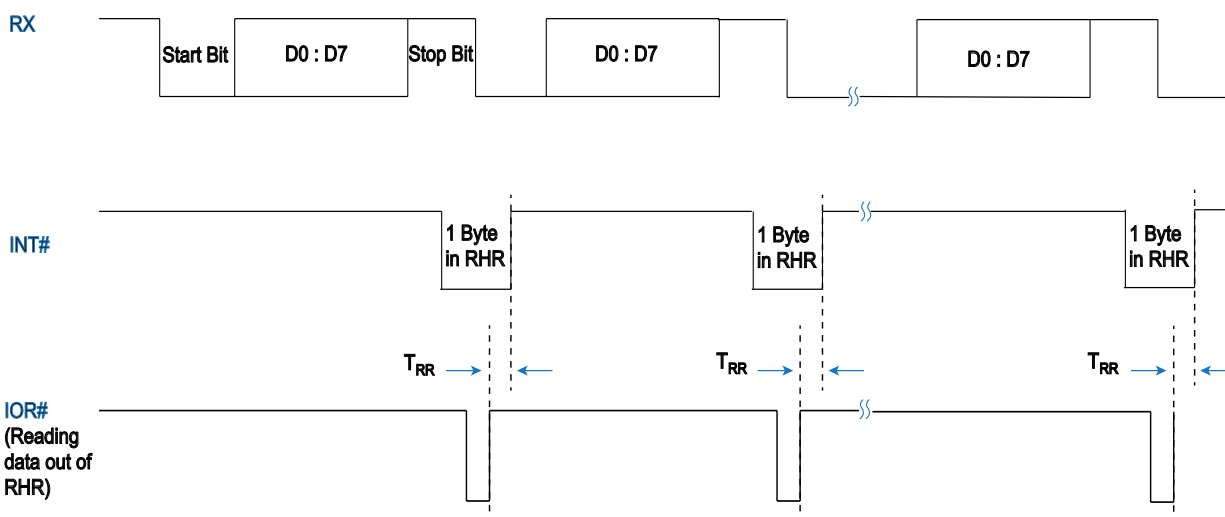 RX
Start Bit
D0 : D7
Stop Bit
D0 : D7
D0 : D7
INT#
1 Byte
in RHR
1 Byte
in RHR
1 Byte
in RHR
TRR
TRR
TRR
IOR#
(Reading
data out of
RHR)